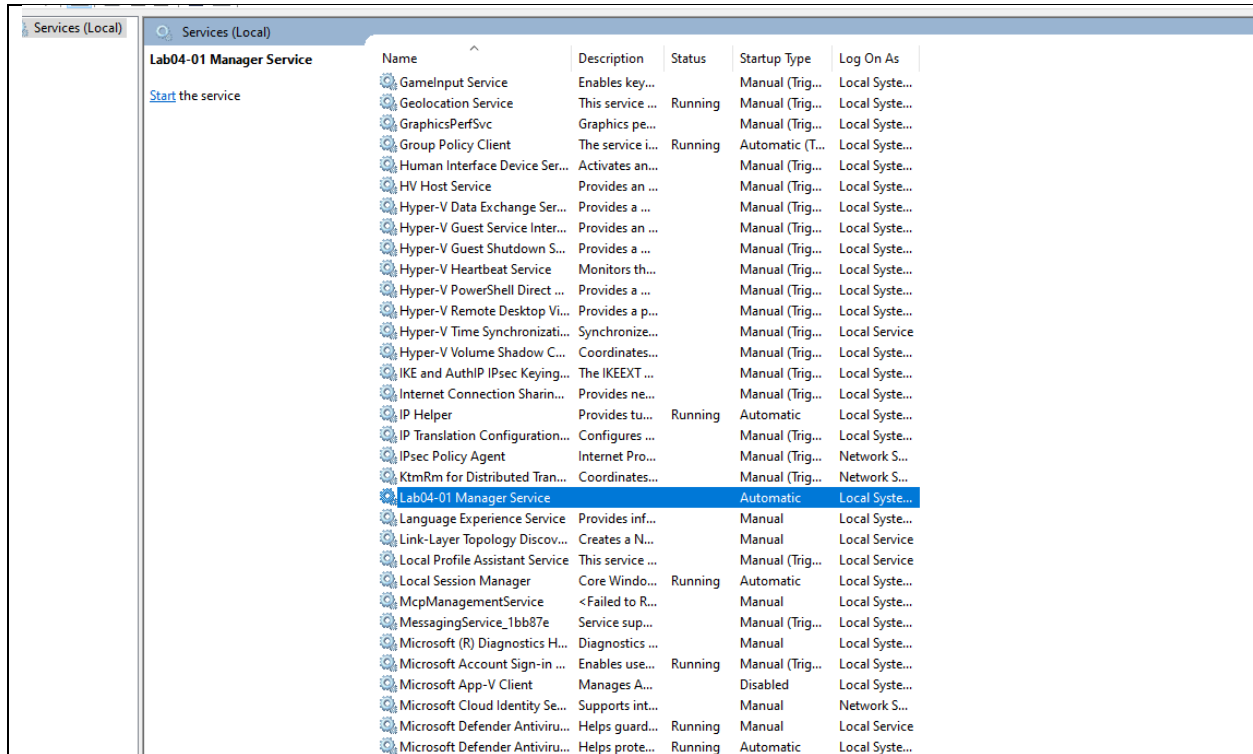 Services (Local)
Services (Local)
Lab04-01 Manager Service
Start the service
Name Description Status Startup Type Log On As
GameInput Service Enables key... Manual (Trig... Local Syste...
Geolocation Service This service ... Running Manual (Trig... Local Syste...
GraphicsPerfSvc Graphics pe... Manual (Trig... Local Syste...
Group Policy Client The service i... Running Automatic (T... Local Syste...
Human Interface Device Ser... Activates an... Manual (Trig... Local Syste...
HV Host Service Provides an ... Manual (Trig... Local Syste...
Hyper-V Data Exchange Ser... Provides a ... Manual (Trig... Local Syste...
Hyper-V Guest Service Inter... Provides an ... Manual (Trig... Local Syste...
Hyper-V Guest Shutdown S... Provides a ... Manual (Trig... Local Syste...
Hyper-V Heartbeat Service Monitors th... Manual (Trig... Local Syste...
Hyper-V PowerShell Direct ... Provides a ... Manual (Trig... Local Syste...
Hyper-V Remote Desktop Vi... Provides a p... Manual (Trig... Local Syste...
Hyper-V Time Synchronizati... Synchronize... Manual (Trig... Local Service
Hyper-V Volume Shadow C... Coordinates... Manual (Trig... Local Syste...
IKE and AuthIP IPsec Keying... The IKEEXT ... Manual (Trig... Local Syste...
Internet Connection Sharin... Provides ne... Manual (Trig... Local Syste...
IP Helper Provides tu... Running Automatic Local Syste...
IP Translation Configuration... Configures ... Manual (Trig... Local Syste...
IPsec Policy Agent Internet Pro... Manual (Trig... Network S...
KtmRm for Distributed Tran... Coordinates... Manual (Trig... Network S...
Lab04-01 Manager Service Automatic Local Syste...
Language Experience Service Provides inf... Manual Local Syste...
Link-Layer Topology Discov... Creates a N... Manual Local Service
Local Profile Assistant Service This service ... Manual (Trig... Local Service
Local Session Manager Core Windo... Running Automatic Local Syste...
McpManagementService <Failed to R... Manual Local Syste...
MessagingService_1bb87e Service sup... Manual (Trig... Local Syste...
Microsoft (R) Diagnostics H... Diagnostics ... Manual Local Syste...
Microsoft Account Sign-in ... Enables use... Running Manual (Trig... Local Syste...
Microsoft App-V Client Manages A... Disabled Local Syste...
Microsoft Cloud Identity Se... Supports int... Manual Network S...
Microsoft Defender Antiviru... Helps guard... Running Manual Local Service
Microsoft Defender Antiviru... Helps prote... Running Automatic Local Syste...